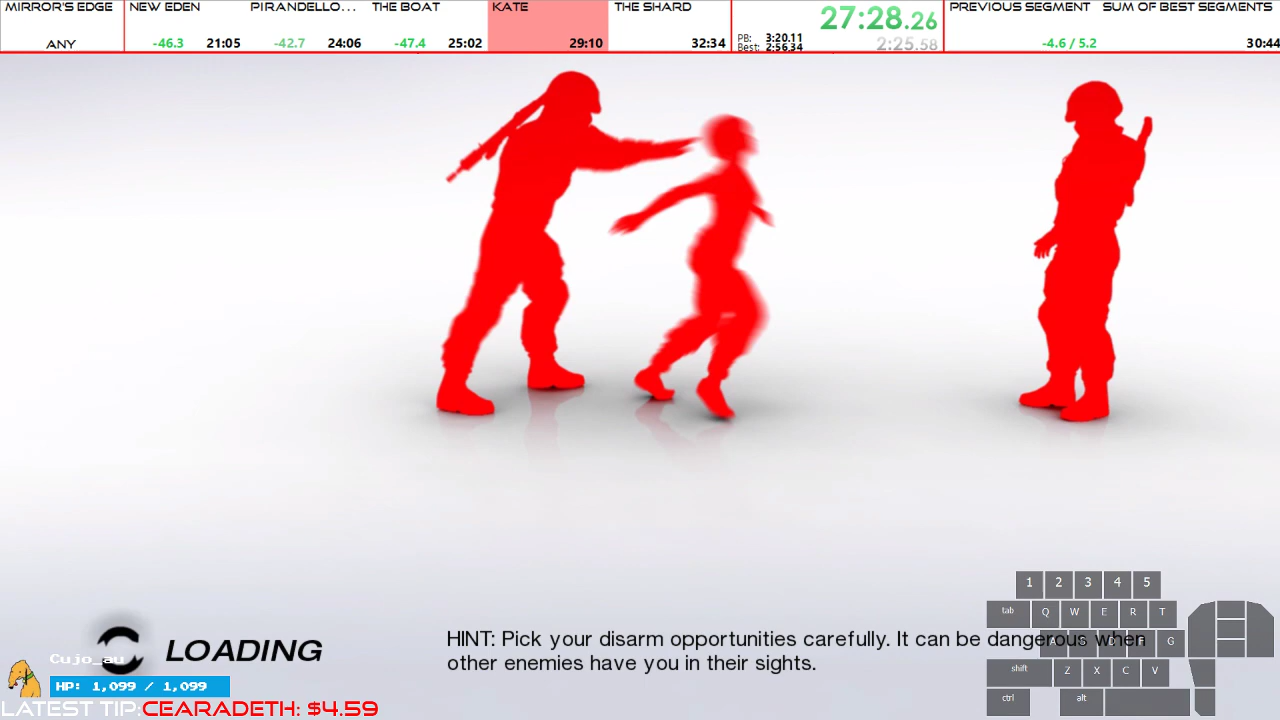 MIRROR'S EDGE
ANY
NEW EDEN
-46.3 21:05
PIRANDELLO...
-42.7 24:06
THE BOAT
-47.4 25:02
KATE
29:10
THE SHARD
32:34
27:28.26
PB: 3:20.11
Best: 2:56.34
2:25.58
PREVIOUS SEGMENT
-4.6 / 5.2
SUM OF BEST SEGMENTS
30:44
HINT: Pick your disarm opportunities carefully. It can be dangerous when
other enemies have you in their sights.
LOADING
Cujo_au
HP: 1,099 / 1,099
LATEST TIP:CEARADETH: $4.59
1 2 3 4 5
tab Q W E R T
A S D F G
shift Z X C V
ctrl alt